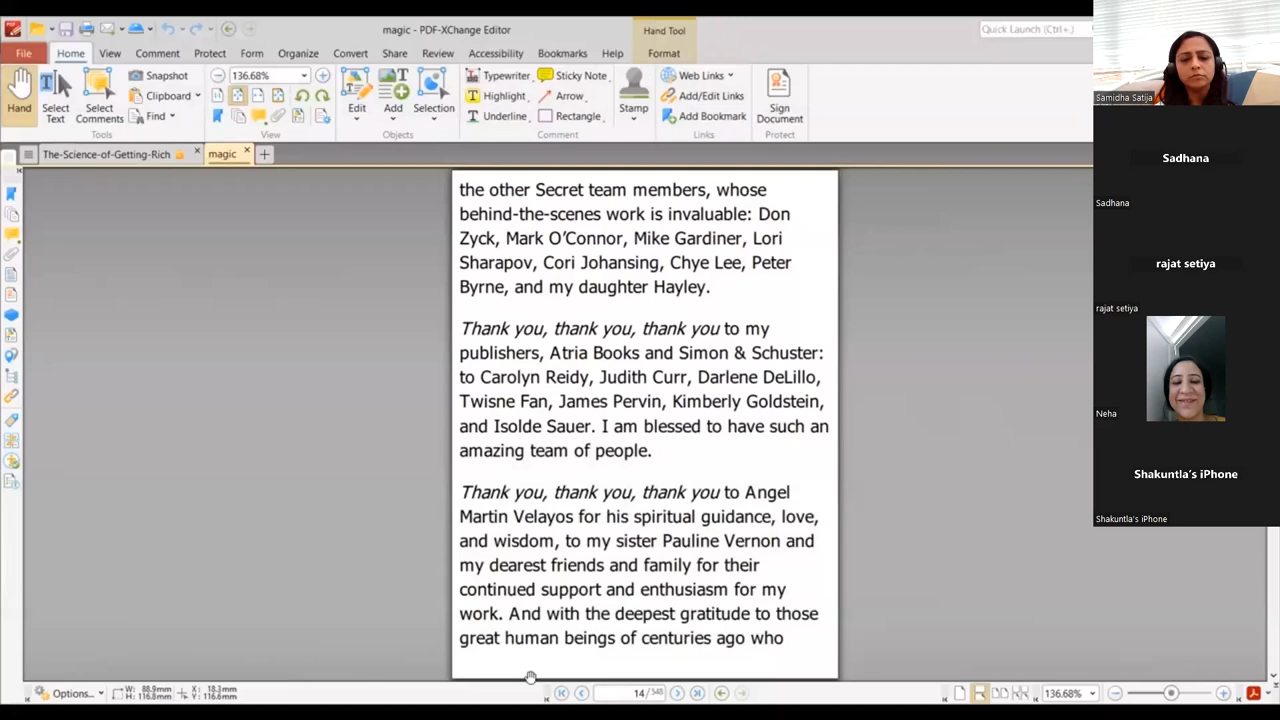 magic - PDF-XChange Editor
Hand Tool
Quick Launch (Ctrl+.)
File
Home
View
Comment
Protect
Form
Organize
Convert
Share
Review
Bookmarks
Help
Format
Hand
Select
Text
Select
Comments
Tools
Snapshot
Clipboard
Find
136.68%
View
Edit
Add
Objects
Typewriter
Highlight
Underline
Note
Arrow
Rectangle
Comment
Stamp
Web Links
Add/Edit Links
Add Bookmark
Links
Sign
Document
Protect
The-Science-of-Getting-Rich
magic
the other Secret team members, whose
behind-the-scenes work is invaluable: Don
Zyck, Mark O’Connor, Mike Gardiner, Lori
Sharapov, Cori Johansing, Chye Lee, Peter
Byrne, and my daughter Hayley.
Thank you, thank you, thank you to my
publishers, Atria Books and Simon & Schuster:
to Carolyn Reidy, Judith Curr, Darlene DeLillo,
Twisne Fan, James Pervin, Kimberly Goldstein,
and Isolde Sauer. I am blessed to have such an
amazing team of people.
Thank you, thank you, thank you to Angel
Martin Velayos for his spiritual guidance, love,
and wisdom, to my sister Pauline Vernon and
my dearest friends and family for their
continued support and enthusiasm for my
work. And with the deepest gratitude to those
great human beings of centuries ago who
Options...
W: 88.9mm
H: 116.8mm
X: 18.3mm
Y: 116.6mm
14 / 548
136.68%
Samidha Satija
Sadhana
Sadhana
rajat setiya
rajat setiya
Neha
Shakuntla’s iPhone
Shakuntla's iPhone